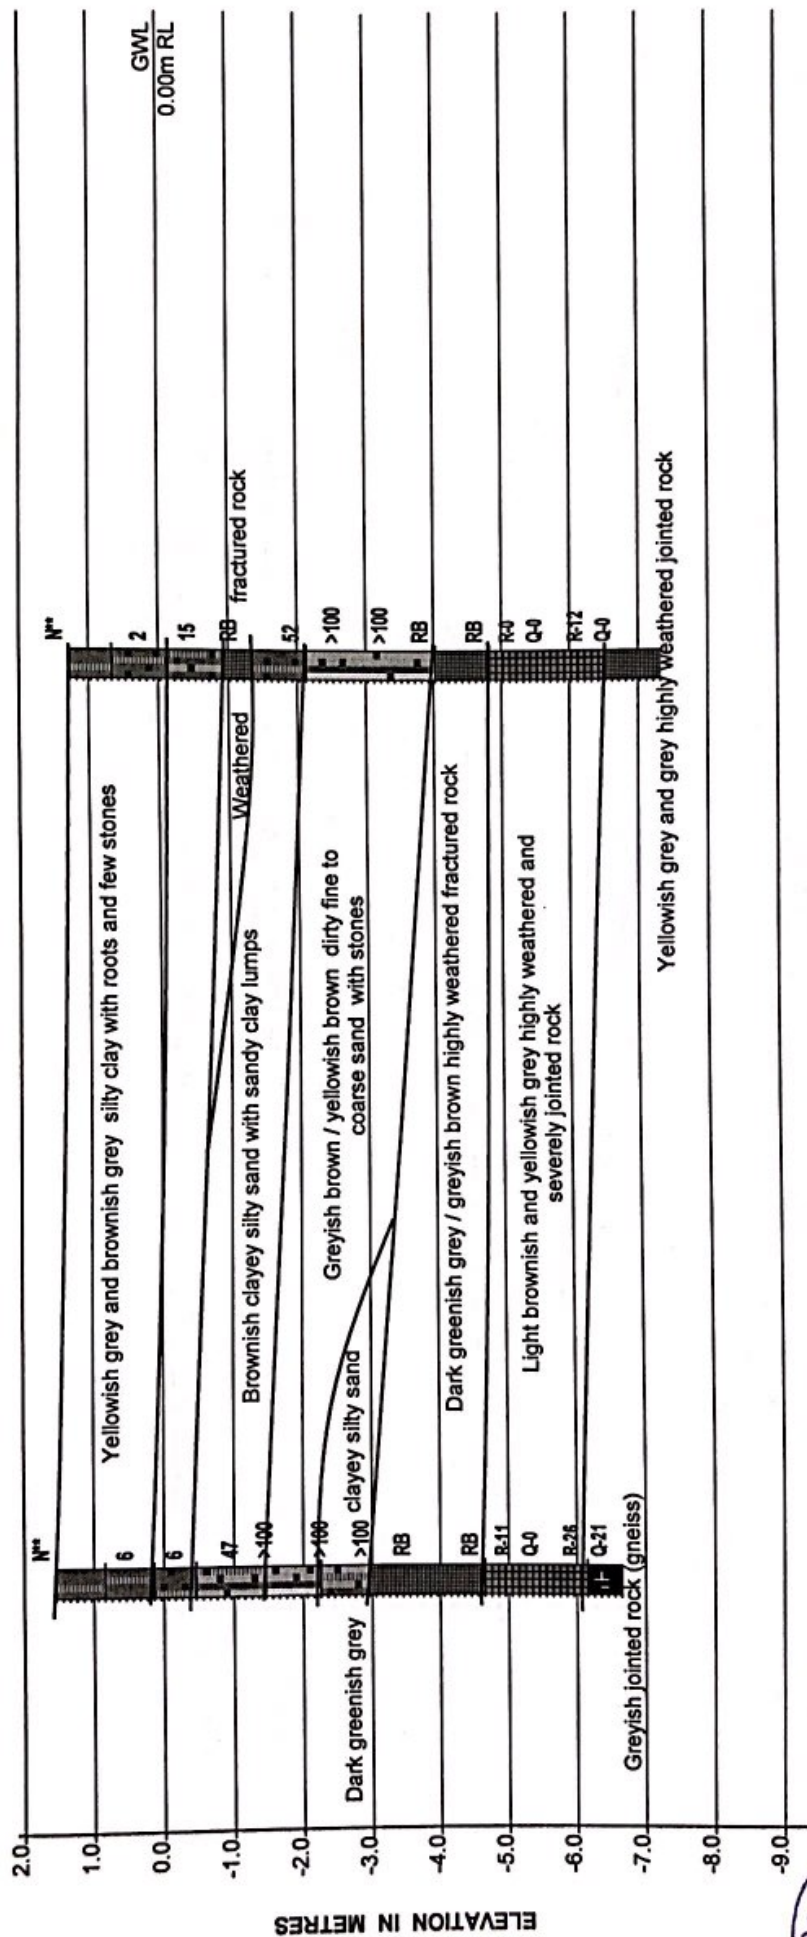 GWL
0.00m RL
N**
N**
Yellowish grey and brownish grey silty clay with roots and few stones
6
2
6
15
47
RB
Weathered fractured rock
Brownish clayey silty sand with sandy clay lumps
>100
52
Greyish brown / yellowish brown dirty fine to
coarse sand with stones
>100
>100
Dark greenish grey clayey silty sand
>100
>100
RB
RB
Dark greenish grey / greyish brown highly weathered fractured rock
RB
RB
R-11
R-0
Q-0
Q-0
Light brownish and yellowish grey highly weathered and
severely jointed rock
R-26
R-12
Q-21
Q-0
Greyish jointed rock (gneiss)
Yellowish grey and grey highly weathered jointed rock
2.0
1.0
0.0
-1.0
-2.0
-3.0
-4.0
-5.0
-6.0
-7.0
-8.0
-9.0
ELEVATION IN METRES